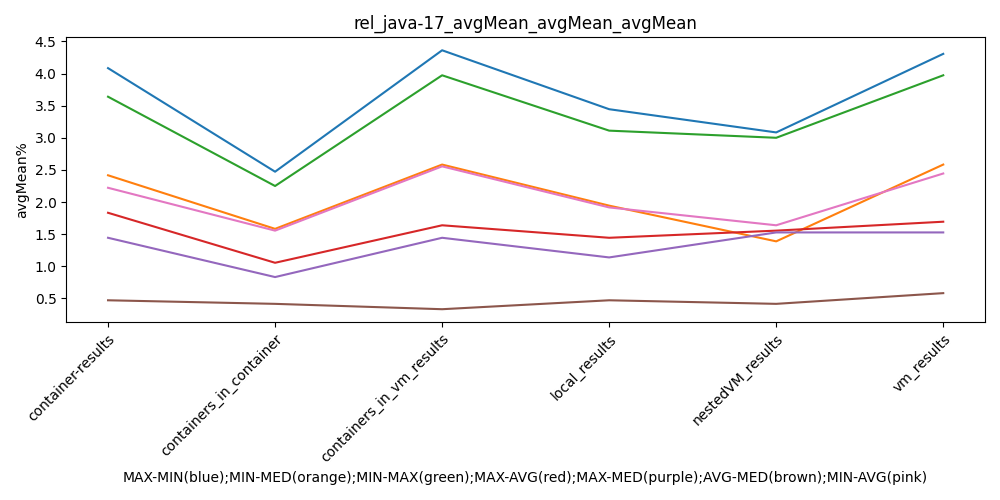 rel_java-17_avgMean_avgMean_avgMean
avgMean%
4.5
4.0
3.5
3.0
2.5
2.0
1.5
1.0
0.5
container-results
containers_in_container
containers_in_vm_results
local_results
nestedVM_results
vm_results
MAX-MIN(blue);MIN-MED(orange);MIN-MAX(green);MAX-AVG(red);MAX-MED(purple);AVG-MED(brown);MIN-AVG(pink)